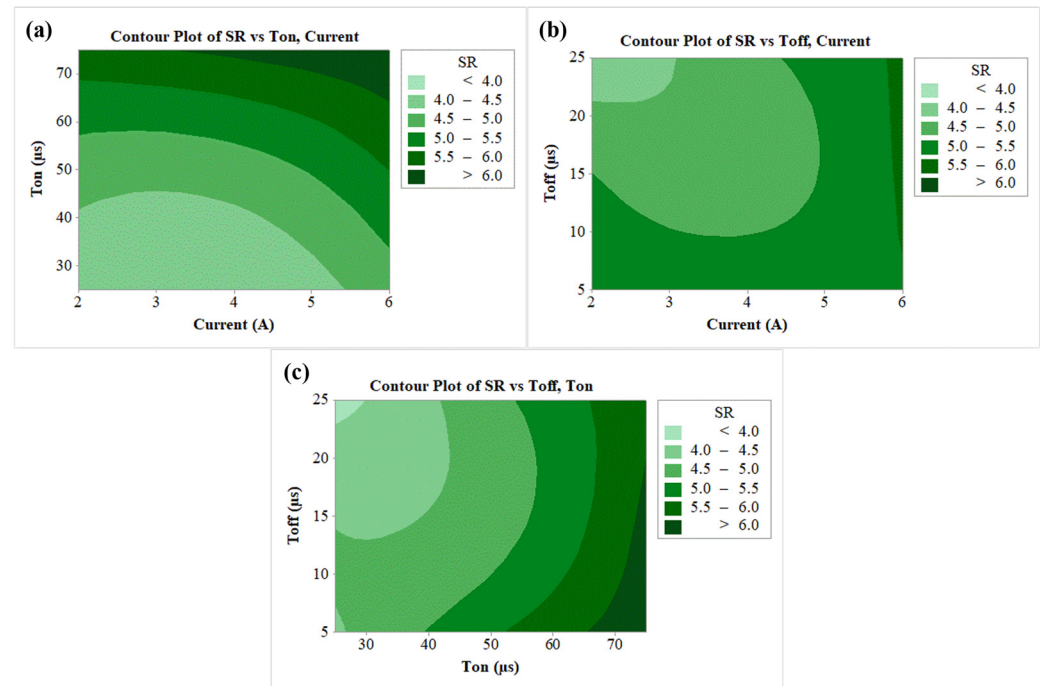 (a)
Contour Plot of SR vs Ton, Current
70
60
50
40
30
Ton (µs)
2 3 4 5 6
Current (A)
SR
< 4.0
4.0 – 4.5
4.5 – 5.0
5.0 – 5.5
5.5 – 6.0
> 6.0
(b)
Contour Plot of SR vs Toff, Current
25
20
15
10
5
Toff (µs)
2 3 4 5 6
Current (A)
SR
< 4.0
4.0 – 4.5
4.5 – 5.0
5.0 – 5.5
5.5 – 6.0
> 6.0
(c)
Contour Plot of SR vs Toff, Ton
25
20
15
10
5
Toff (µs)
30 40 50 60 70
Ton (µs)
SR
< 4.0
4.0 – 4.5
4.5 – 5.0
5.0 – 5.5
5.5 – 6.0
> 6.0